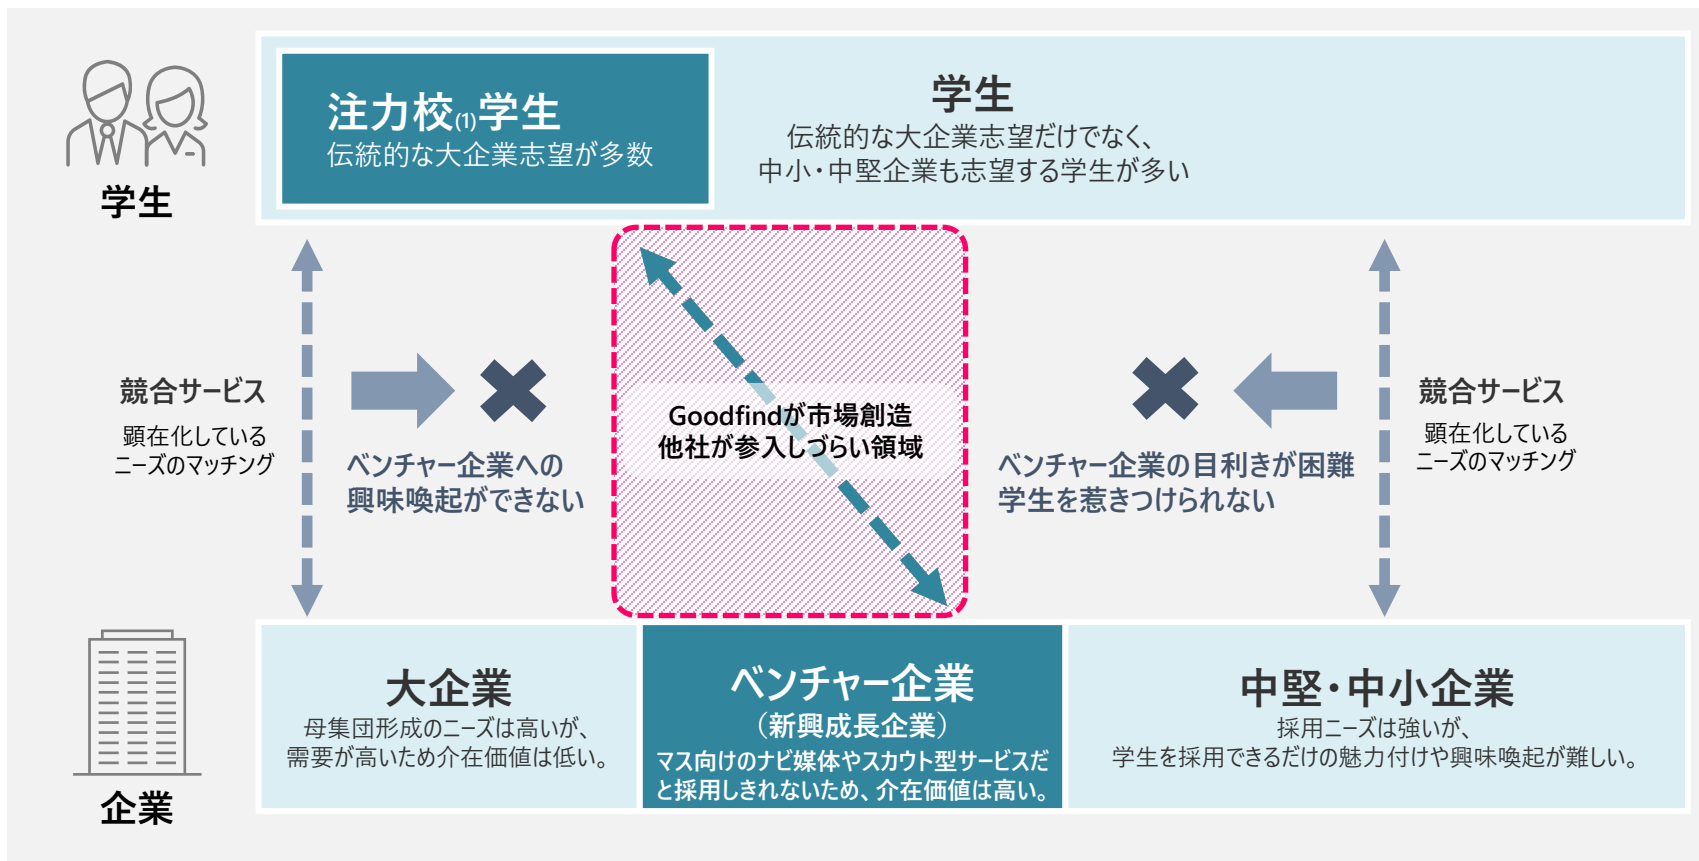 注力校(1)学生
伝統的な大企業志望が多数
学生
伝統的な大企業志望だけでなく、
中小・中堅企業も志望する学生が多い
学生
競合サービス
顕在化している
ニーズのマッチング
ベンチャー企業への
興味喚起ができない
Goodfindが市場創造
他社が参入しづらい領域
ベンチャー企業の目利きが困難
学生を惹きつけられない
競合サービス
顕在化している
ニーズのマッチング
企業
大企業
母集団形成のニーズは高いが、
需要が高いため介在価値は低い。
ベンチャー企業
（新興成長企業）
マス向けのナビ媒体やスカウト型サービスだ
と採用しきれないため、介在価値は高い。
中堅・中小企業
採用ニーズは強いが、
学生を採用できるだけの魅力付けや興味喚起が難しい。